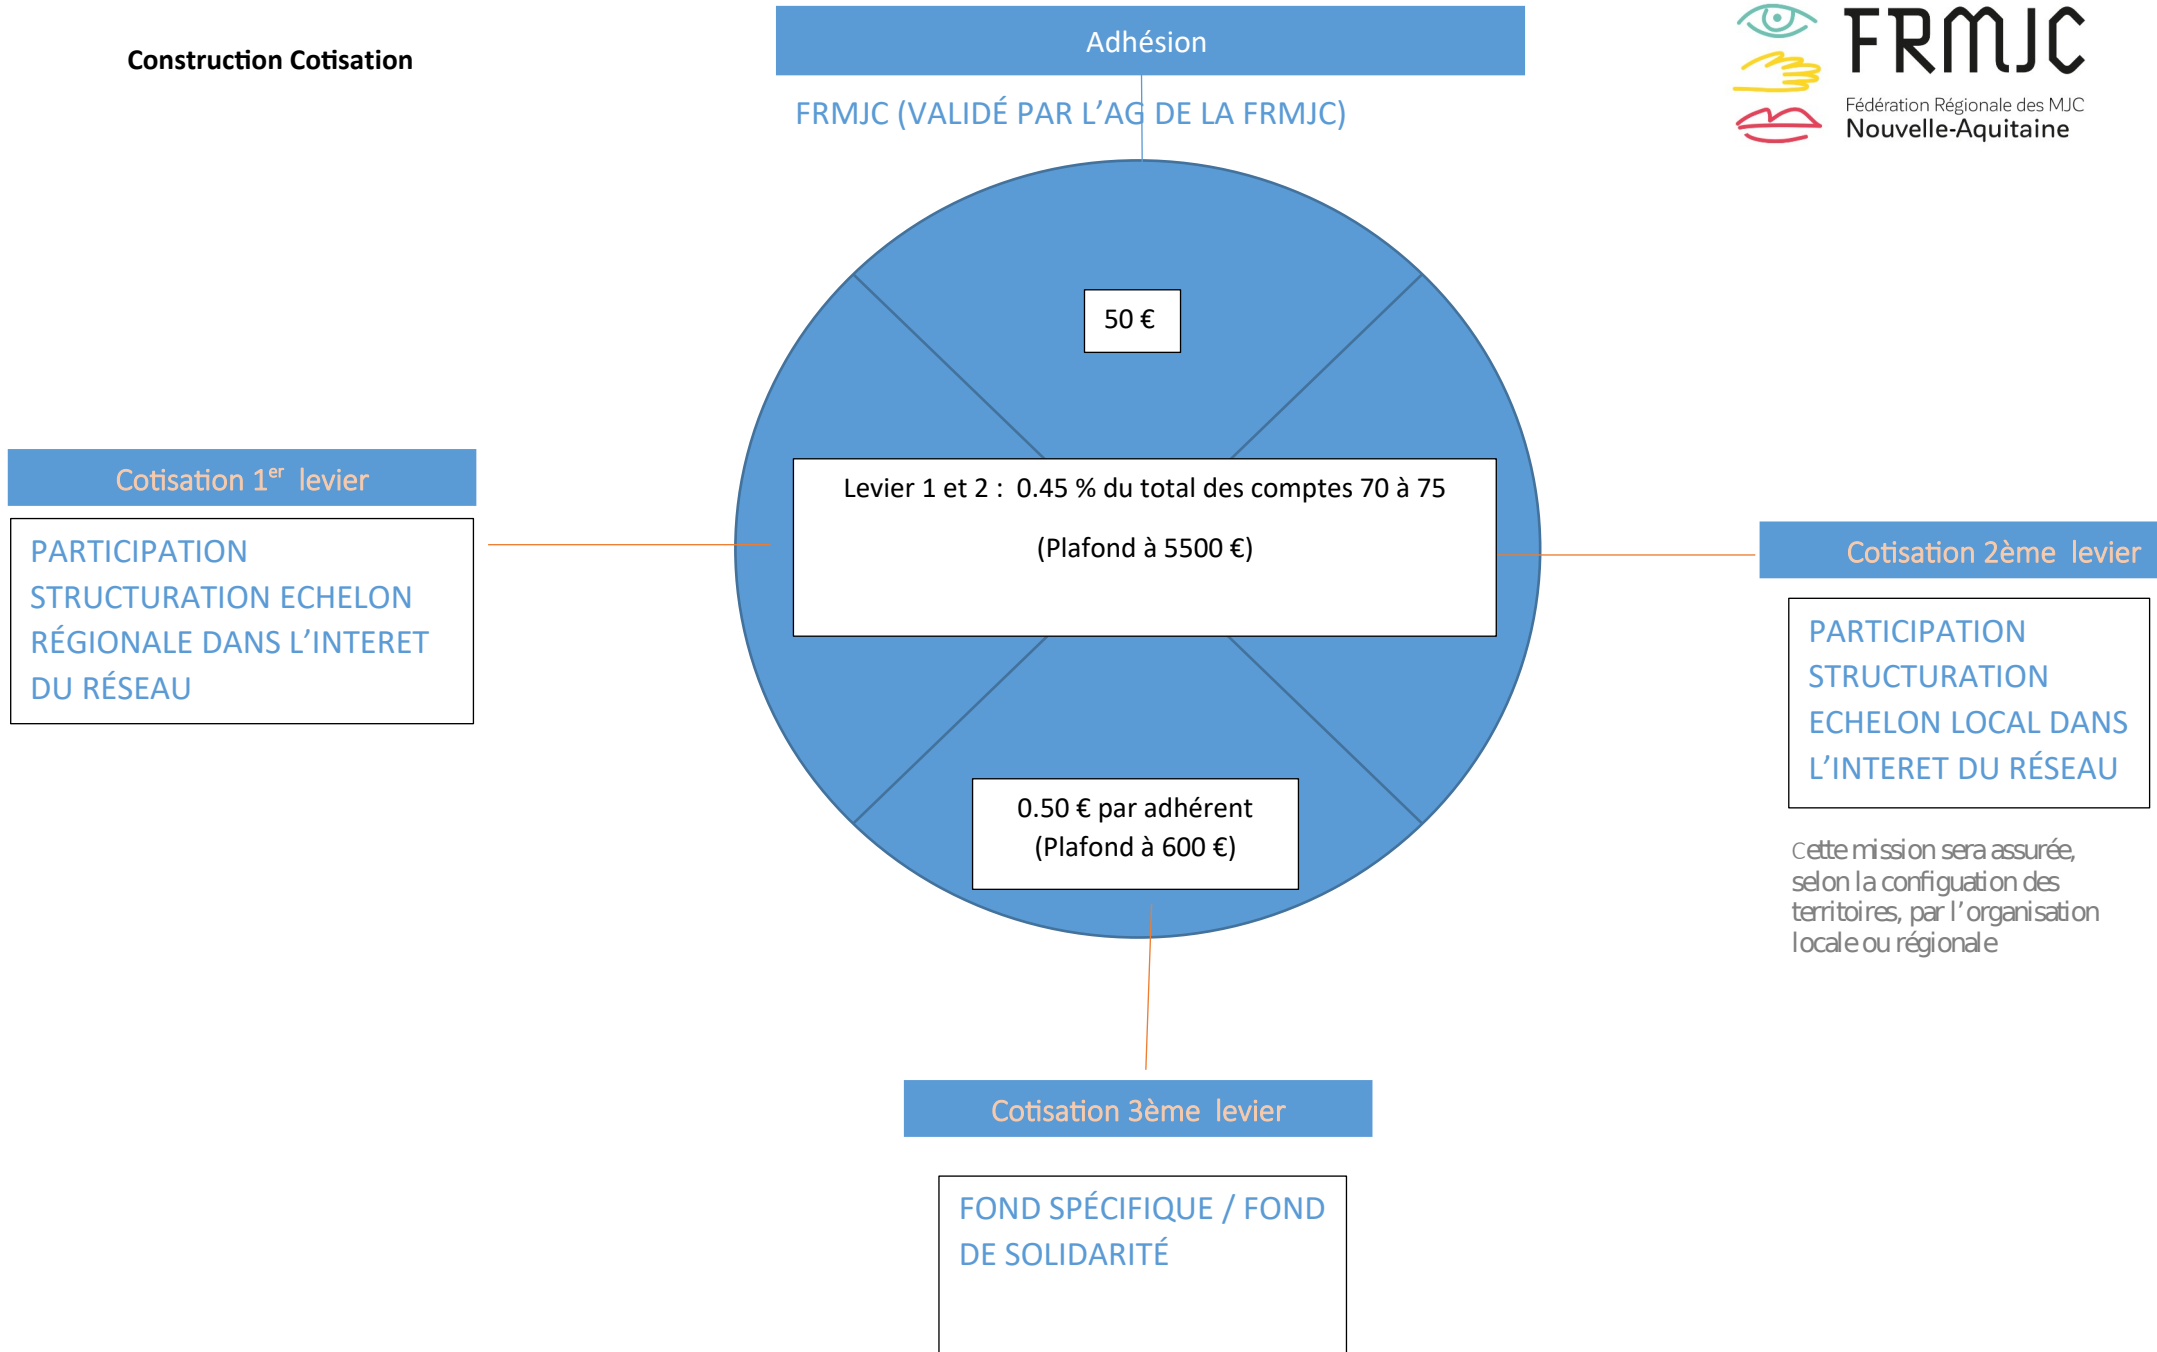 Construction Cotisation
Adhésion
FRMJC (VALIDÉ PAR L’AG DE LA FRMJC)
FRMJC
Fédération Régionale des MJC
Nouvelle-Aquitaine
50 €
Levier 1 et 2 : 0.45 % du total des comptes 70 à 75
(Plafond à 5500 €)
Cotisation 1er levier
PARTICIPATION
STRUCTURATION ECHELON
RÉGIONALE DANS L’INTERET
DU RÉSEAU
Cotisation 2ème levier
PARTICIPATION
STRUCTURATION
ECHELON LOCAL DANS
L’INTERET DU RÉSEAU
Cette mission sera assurée,
selon la configuation des
territoires, par l’organisation
locale ou régionale
0.50 € par adhérent
(Plafond à 600 €)
Cotisation 3ème levier
FOND SPÉCIFIQUE / FOND
DE SOLIDARITÉ